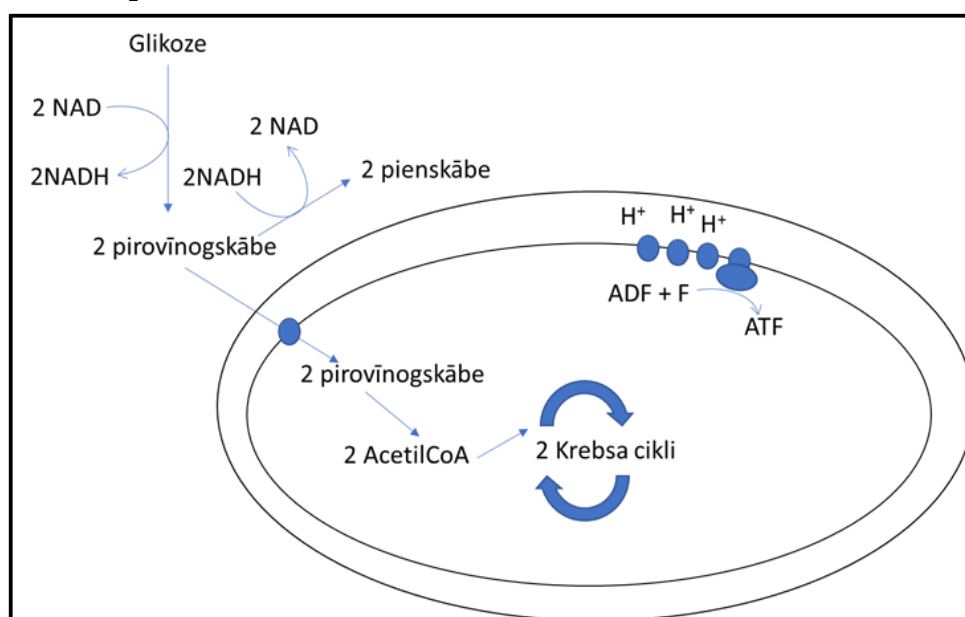 Glikoze
2 NAD
2NADH
2NADH
2 NAD
2 pienskābe
2 pirovīnogskābe
H+
H+
H+
ADF + F
ATF
2 pirovīnogskābe
2 AcetilCoA
2 Krebsa cikli